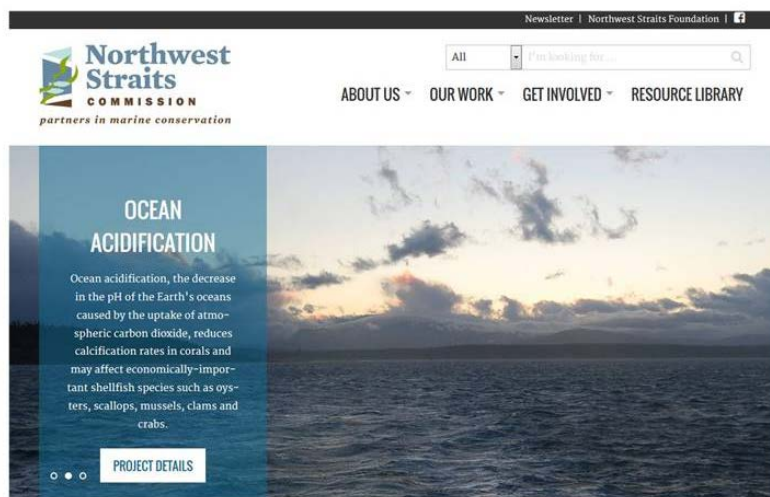 Newsletter | Northwest Straits Foundation |
Northwest
Straits
COMMISSION
partners in marine conservation
All
I'm looking for ...
ABOUT US
OUR WORK
GET INVOLVED
RESOURCE LIBRARY
OCEAN
ACIDIFICATION
Ocean acidification, the decrease
in the pH of the Earth's oceans
caused by the uptake of atmo-
spheric carbon dioxide, reduces
calcification rates in corals and
may affect economically-impor-
tant shellfish species such as oys-
ters, scallops, mussels, clams and
crabs.
PROJECT DETAILS